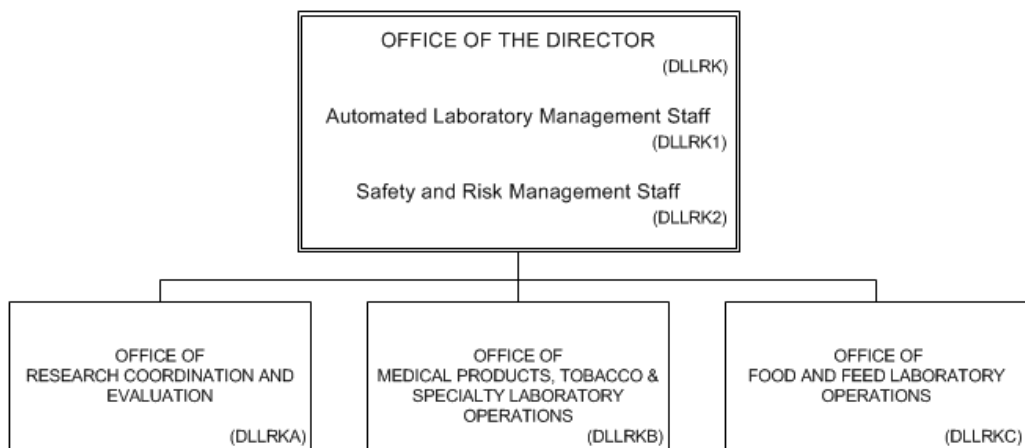 OFFICE OF THE DIRECTOR
(DLLRK)
Automated Laboratory Management Staff
(DLLRK1)
Safety and Risk Management Staff
(DLLRK2)
OFFICE OF
RESEARCH COORDINATION AND
EVALUATION
(DLLRKA)
OFFICE OF
MEDICAL PRODUCTS, TOBACCO &
SPECIALTY LABORATORY
OPERATIONS
(DLLRKB)
OFFICE OF
FOOD AND FEED LABORATORY
OPERATIONS
(DLLRKC)